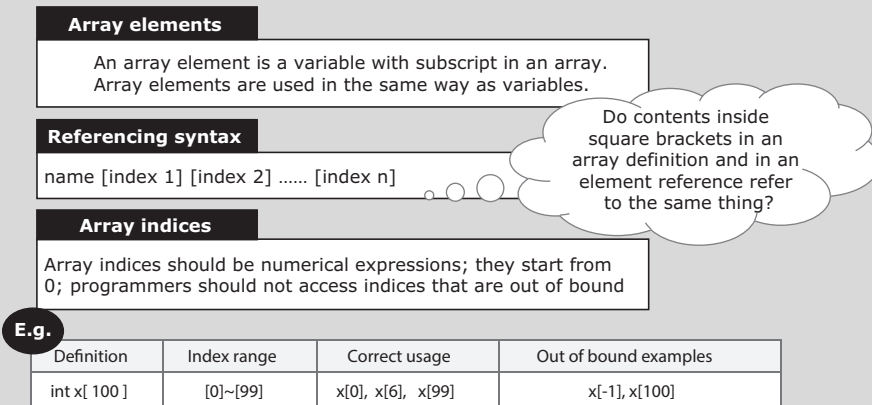 Array elements
An array element is a variable with subscript in an array.
Array elements are used in the same way as variables.
Referencing syntax
name [index 1] [index 2] ...... [index n]
Do contents inside
square brackets in an
array definition and in an
element reference refer
to the same thing?
Array indices
Array indices should be numerical expressions; they start from
0; programmers should not access indices that are out of bound
E.g.
Definition Index range Correct usage Out of bound examples
int x[ 100 ] [0]~[99] x[0], x[6], x[99] x[-1], x[100]